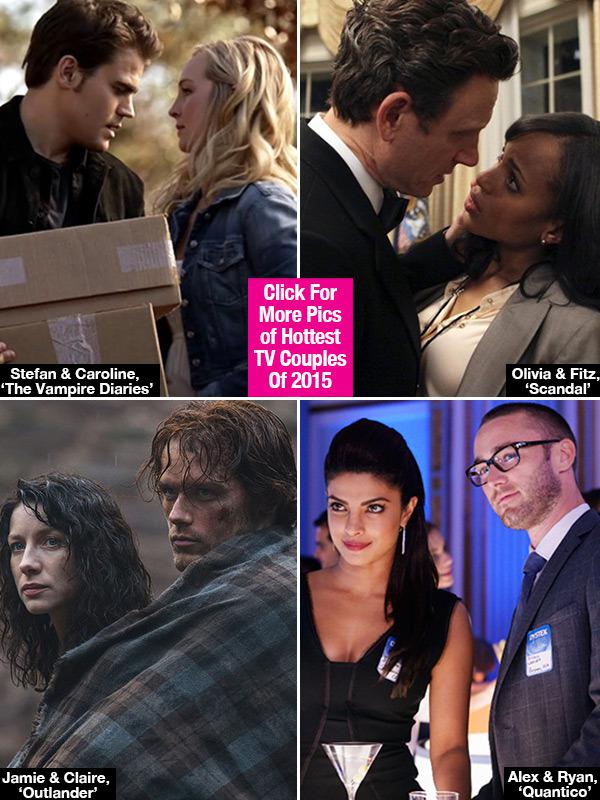 Stefan & Caroline,
‘The Vampire Diaries’
Click For
More Pics
of Hottest
TV Couples
Of 2015
Olivia & Fitz,
‘Scandal’
Jamie & Claire,
‘Outlander’
Alex & Ryan,
‘Quantico’